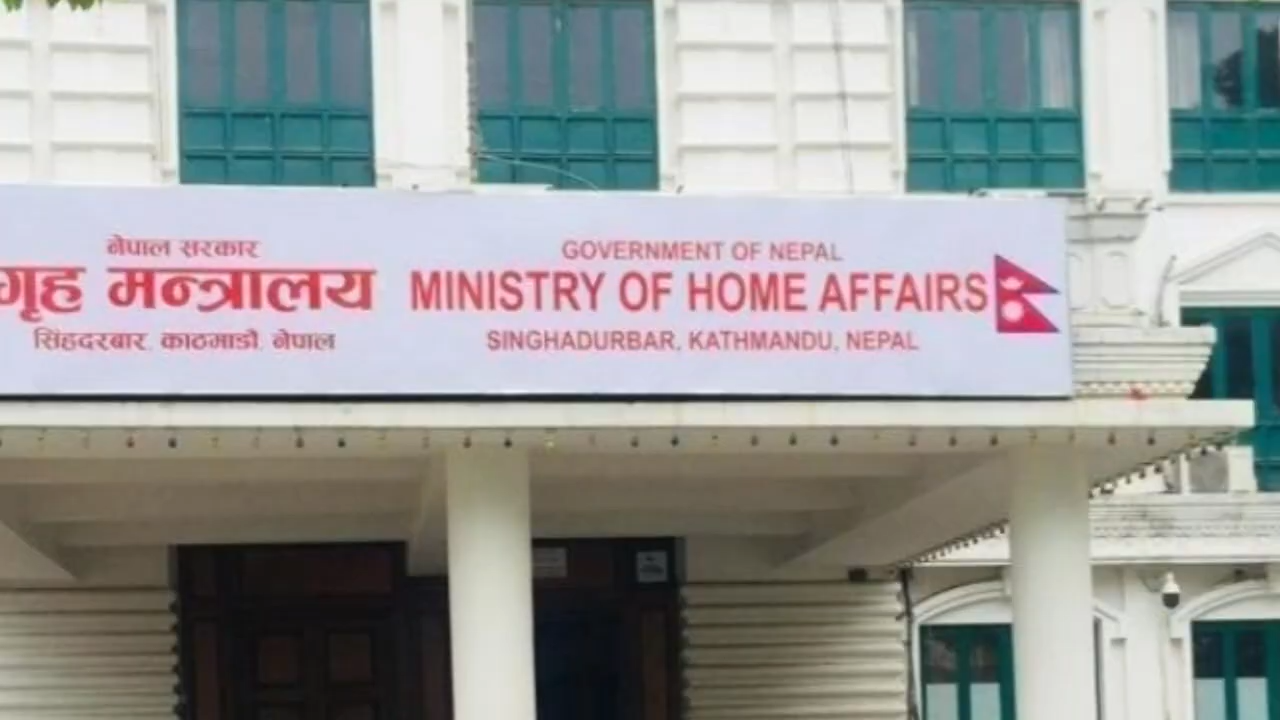 नेपाल सरकार
गृह मन्त्रालय
सिंहदरबार, काठमाडौं, नेपाल
GOVERNMENT OF NEPAL
MINISTRY OF HOME AFFAIRS
SINGHADURBAR, KATHMANDU, NEPAL